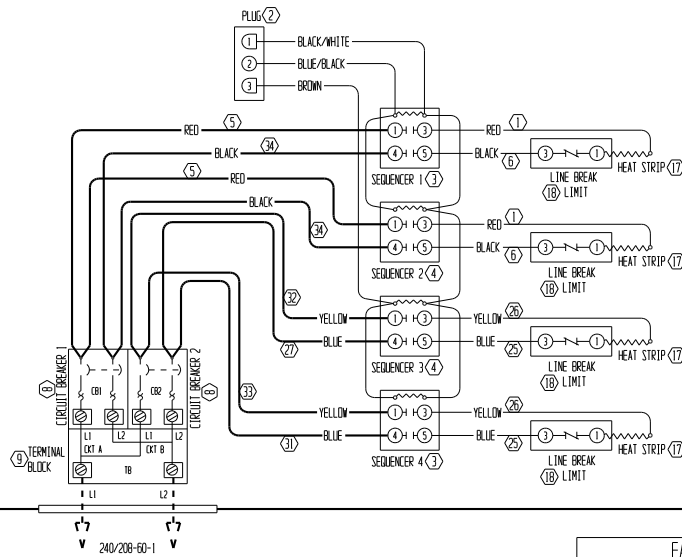 PLUG 2
1 BLACK/WHITE
2 BLUE/BLACK
3 BROWN
RED 5 1 3 RED 1
BLACK 34 4 5 BLACK 6 3 1 HEAT STRIP 17
SEQUENCER 1 3
LINE BREAK
18 LIMIT
5 RED
BLACK 34 1 3 RED 1
4 5 BLACK 6 3 1 HEAT STRIP 17
SEQUENCER 2 4
LINE BREAK
18 LIMIT
32 YELLOW 1 3 YELLOW 26
27 BLUE 4 5 BLUE 25 3 1 HEAT STRIP 17
SEQUENCER 3 4
LINE BREAK
18 LIMIT
33 YELLOW 1 3 YELLOW 26
31 BLUE 4 5 BLUE 25 3 1 HEAT STRIP 17
SEQUENCER 4 3
LINE BREAK
18 LIMIT
8 CIRCUIT BREAKER 1
CB1 CB2
CIRCUIT BREAKER 2 8
L1 L2 L1 L2
CKT A CKT B
9 TERMINAL
BLOCK
TB
L1 L2
240/208-60-1